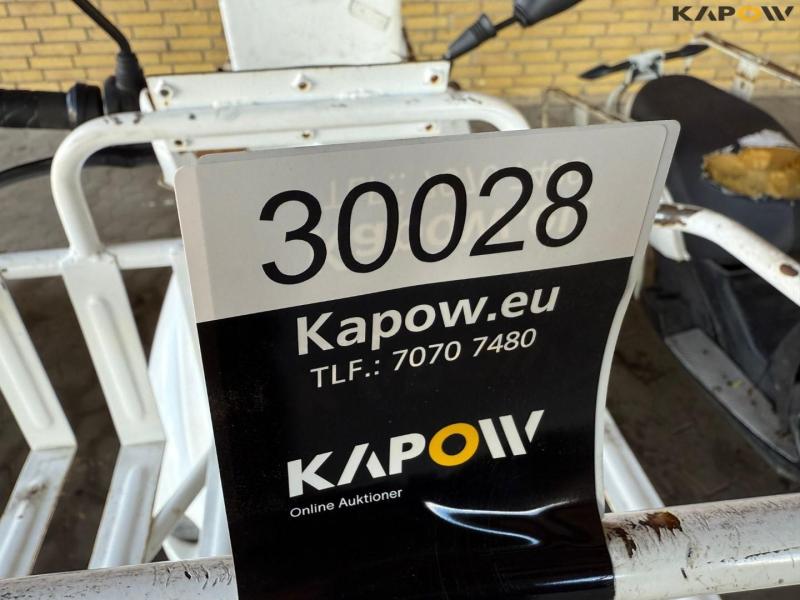 KAPOW
30028
Kapow.eu
TLF.: 7070 7480
KAPOW
Online Auktioner